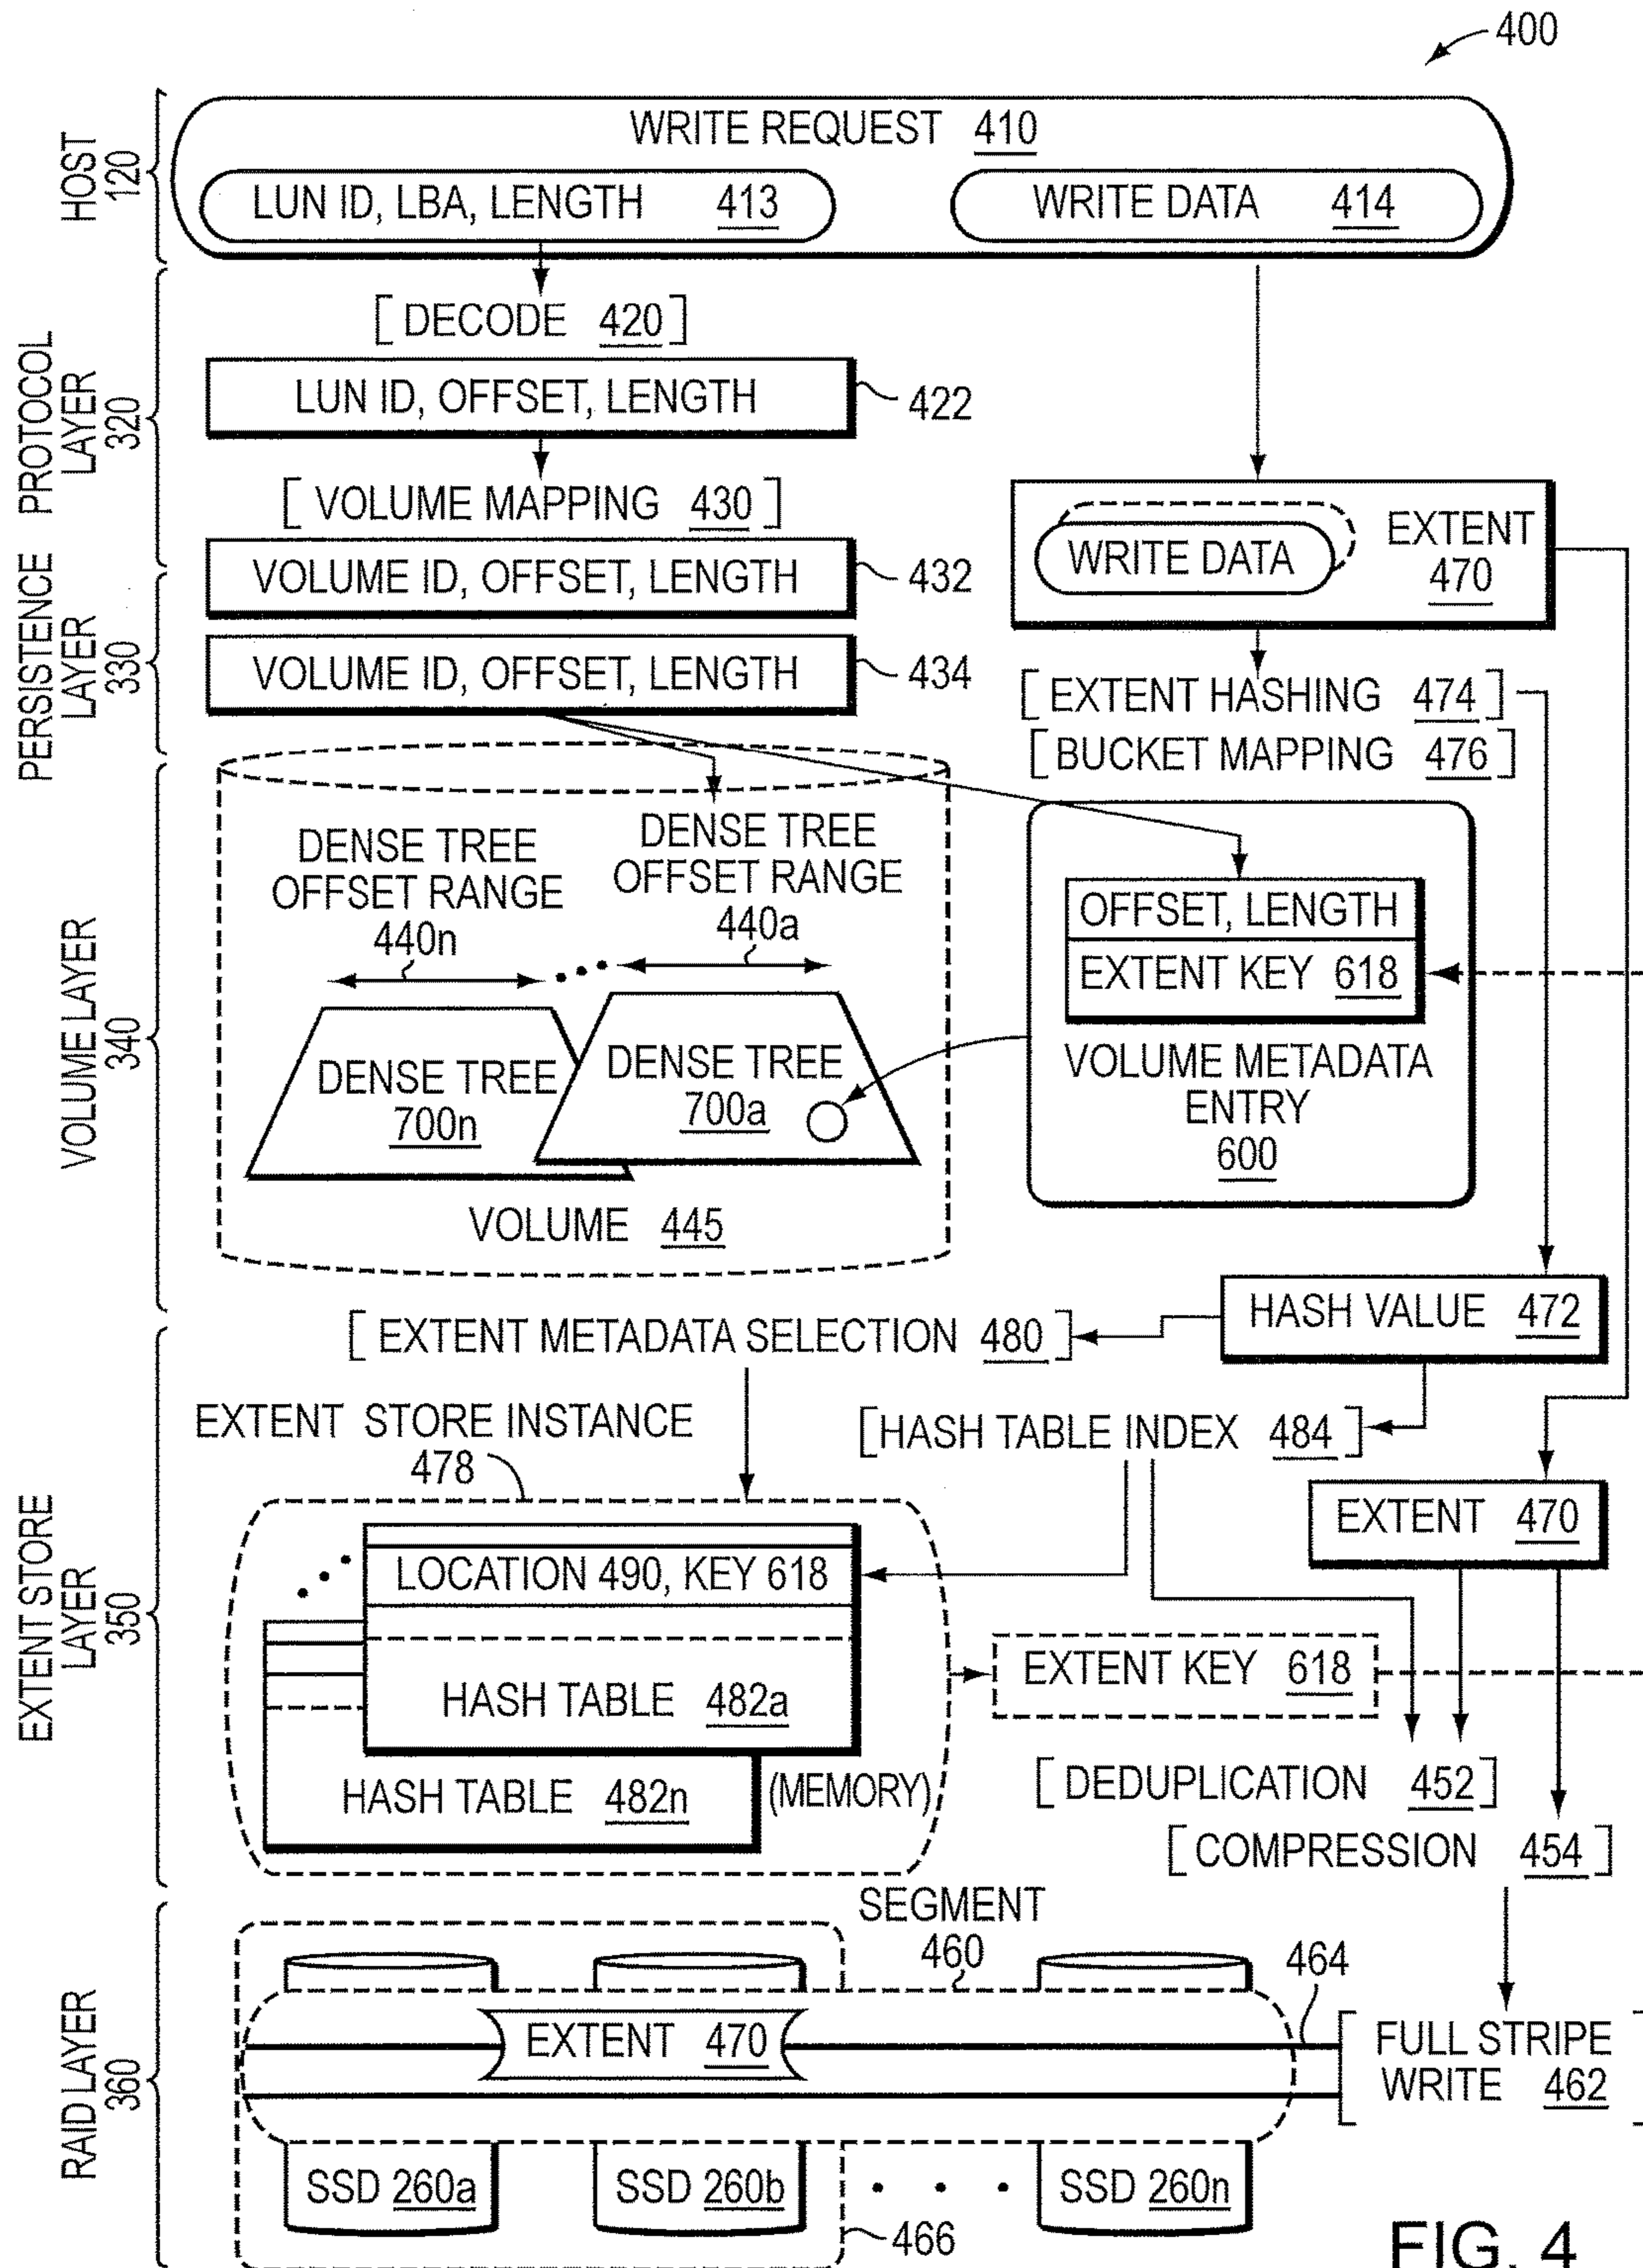 400
HOST
120
WRITE REQUEST 410
LUN ID, LBA, LENGTH 413
WRITE DATA 414
PROTOCOL
LAYER
320
[ DECODE 420 ]
LUN ID, OFFSET, LENGTH
422
[ VOLUME MAPPING 430 ]
WRITE DATA
EXTENT
470
PERSISTENCE
LAYER
330
VOLUME ID, OFFSET, LENGTH
432
VOLUME ID, OFFSET, LENGTH
434
[ EXTENT HASHING 474 ]
[ BUCKET MAPPING 476 ]
VOLUME LAYER
340
DENSE TREE
OFFSET RANGE
440n
DENSE TREE
OFFSET RANGE
440a
DENSE TREE
700n
DENSE TREE
700a
VOLUME 445
OFFSET, LENGTH
EXTENT KEY 618
VOLUME METADATA
ENTRY
600
HASH VALUE 472
EXTENT STORE
LAYER
350
[ EXTENT METADATA SELECTION 480 ]
EXTENT STORE INSTANCE
478
[HASH TABLE INDEX 484 ]
EXTENT 470
LOCATION 490, KEY 618
HASH TABLE 482a
HASH TABLE 482n
(MEMORY)
EXTENT KEY 618
[ DEDUPLICATION 452 ]
[ COMPRESSION 454 ]
RAID LAYER
360
SEGMENT
460
464
EXTENT 470
[ FULL STRIPE
WRITE 462 ]
SSD 260a
SSD 260b
SSD 260n
466
FIG. 4